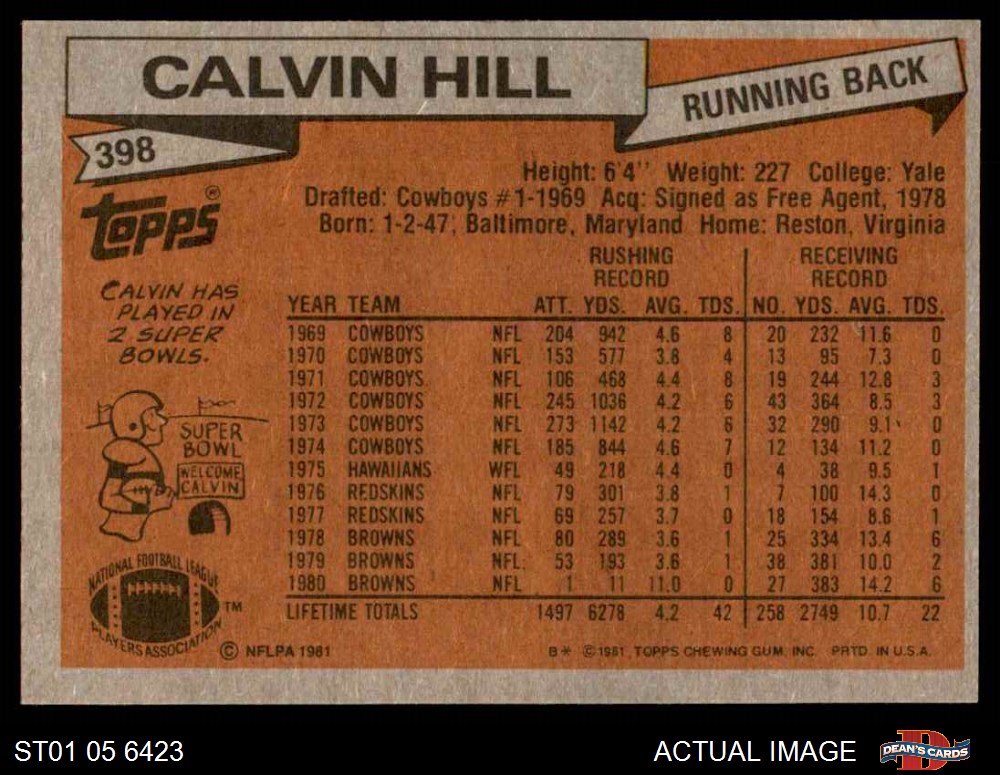 CALVIN HILL
RUNNING BACK
398
topps®
Height: 6'4'' Weight: 227 College: Yale
Drafted: Cowboys #1-1969 Acq: Signed as Free Agent, 1978
Born: 1-2-47, Baltimore, Maryland Home: Reston, Virginia
CALVIN HAS
PLAYED IN
2 SUPER
BOWLS.
SUPER
BOWL
WELCOME
CALVIN
RUSHING RECEIVING
RECORD RECORD
YEAR TEAM ATT. YDS. AVG. TDS. NO. YDS. AVG. TDS.
1969 COWBOYS NFL 204 942 4.6 8 20 232 11.6 0
1970 COWBOYS NFL 153 577 3.8 4 13 95 7.3 0
1971 COWBOYS NFL 106 468 4.4 8 19 244 12.8 3
1972 COWBOYS NFL 245 1036 4.2 6 43 364 8.5 3
1973 COWBOYS NFL 273 1142 4.2 6 32 290 9.1 0
1974 COWBOYS NFL 185 844 4.6 7 12 134 11.2 0
1975 HAWAIIANS WFL 49 218 4.4 0 4 38 9.5 1
1976 REDSKINS NFL 79 301 3.8 1 7 100 14.3 0
1977 REDSKINS NFL 69 257 3.7 0 18 154 8.6 1
1978 BROWNS NFL 80 289 3.6 1 25 334 13.4 6
1979 BROWNS NFL 53 193 3.6 1 38 381 10.0 2
1980 BROWNS NFL 1 11 11.0 0 27 383 14.2 6
LIFETIME TOTALS 1497 6278 4.2 42 258 2749 10.7 22
NATIONAL FOOTBALL LEAGUE
PLAYERS ASSOCIATION
TM
© NFLPA 1981
B* ©1981, TOPPS CHEWING GUM, INC. PRTD. IN U.S.A.
ST01 05 6423
ACTUAL IMAGE
D
DEAN'S CARDS